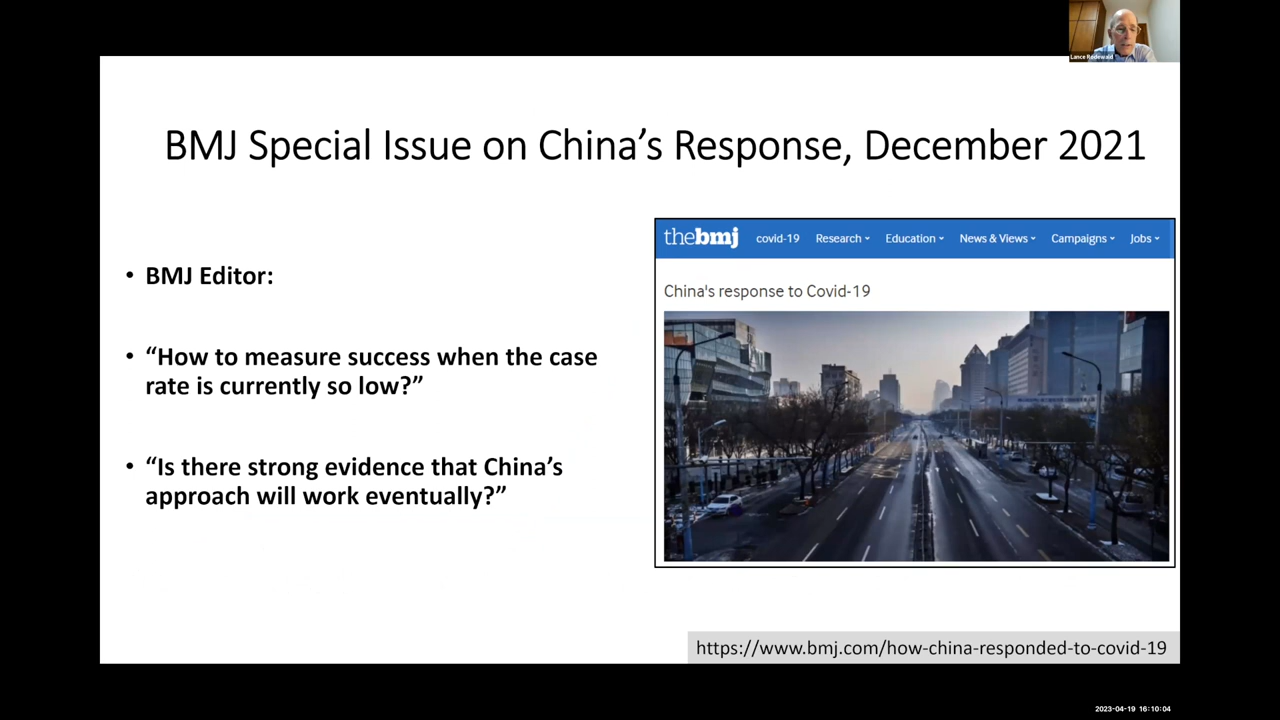 Lance Rodewald
BMJ Special Issue on China’s Response, December 2021
• BMJ Editor:
• “How to measure success when the case
rate is currently so low?”
• “Is there strong evidence that China’s
approach will work eventually?”
thebmj covid-19 Research Education News & Views Campaigns Jobs
China's response to Covid-19
https://www.bmj.com/how-china-responded-to-covid-19
2023-04-19 16:10:04